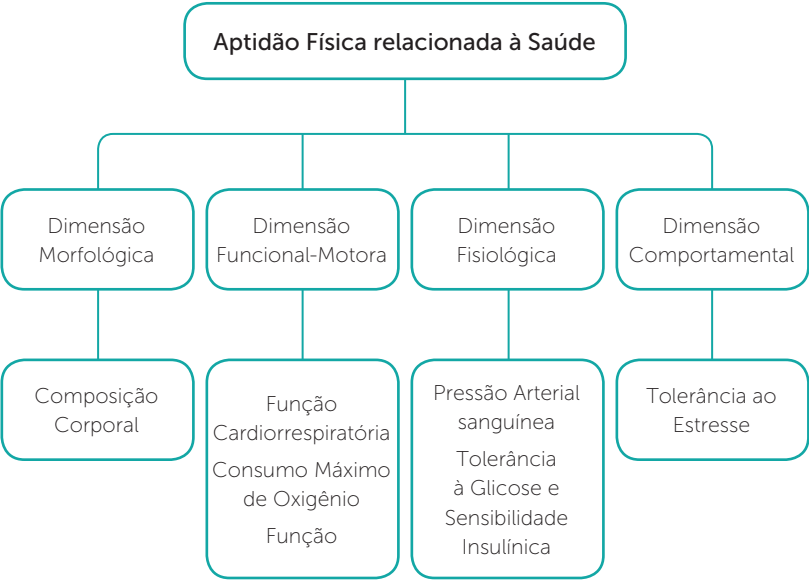 Aptidão Física relacionada à Saúde
Dimensão
Morfológica
Dimensão
Funcional-Motora
Dimensão
Fisiológica
Dimensão
Comportamental
Composição
Corporal
Função
Cardiorrespiratória
Consumo Máximo
de Oxigênio
Função
Pressão Arterial
sanguínea
Tolerância
à Glicose e
Sensibilidade
Insulínica
Tolerância ao
Estresse